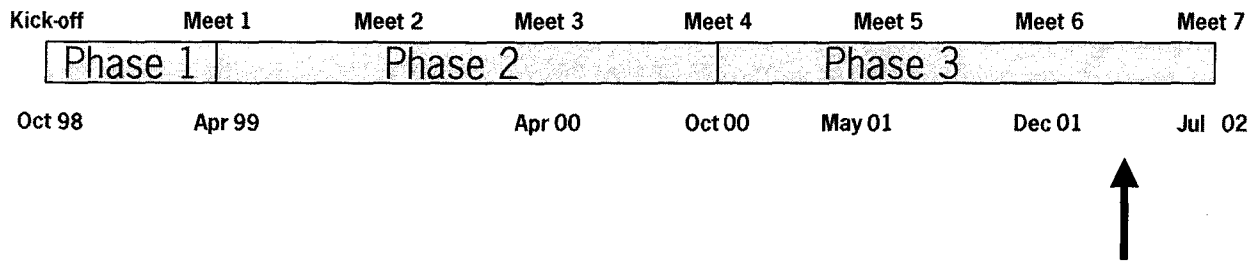 Kick-off Meet 1 Meet 2 Meet 3 Meet 4 Meet 5 Meet 6 Meet 7
Phase 1 Phase 2 Phase 3
Oct 98 Apr 99 Apr 00 Oct 00 May 01 Dec 01 Jul 02